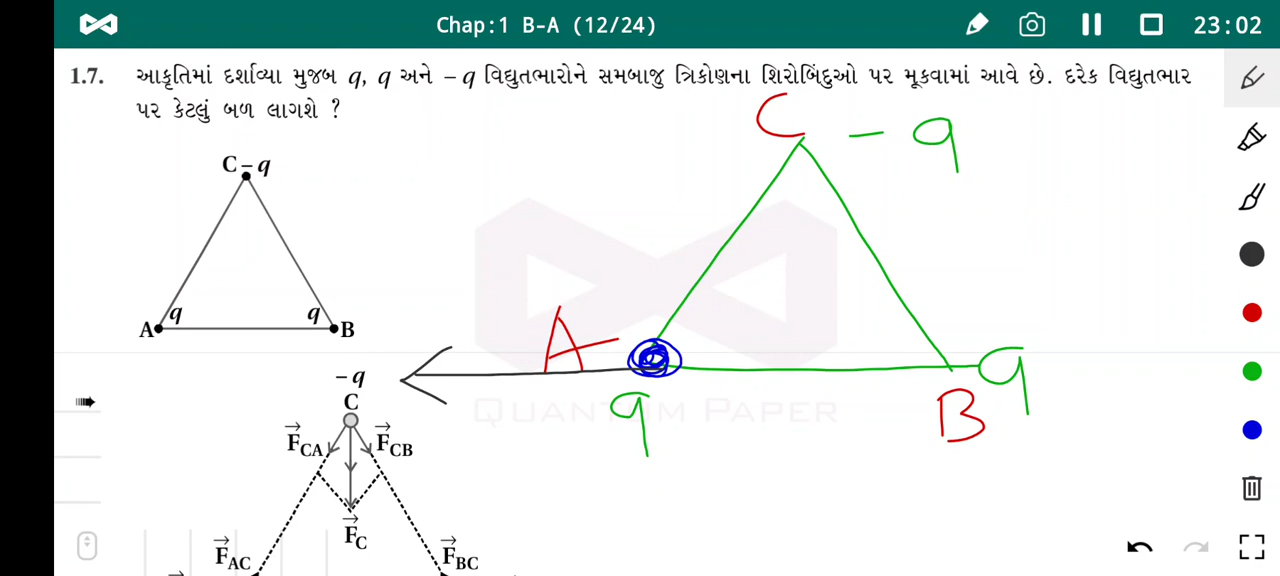 Chap:1 B-A (12/24)
23:02
1.7. આકૃતિમાં દર્શાવ્યા મુજબ q, q અને – q વિદ્યુતભારોને સમબાજુ ત્રિકોણના શિરોબિંદુઓ પર મૂકવામાં આવે છે. દરેક વિદ્યુતભાર
પર કેટલું બળ લાગશે ?
C – q
C – q
q q
A B
A
q
B
q
QUANTUM PAPER
–q
C
F⃗CA F⃗CB
F⃗C
F⃗AC F⃗BC